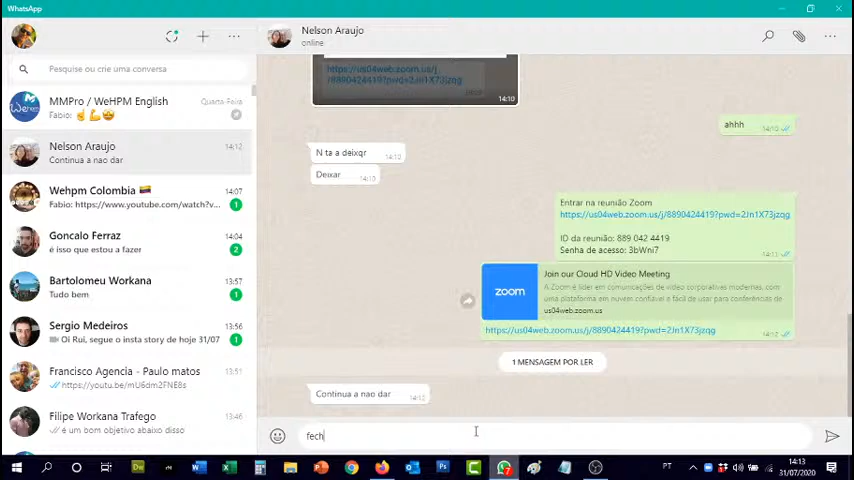 WhatsApp
Pesquise ou crie uma conversa
MMPro / WeHPM English
Quarta-Feira
Fabio: ☝💪🤩
Nelson Araujo
14:12
Continua a nao dar
Wehpm Colombia 🇨🇴
14:07
Fabio: https://www.youtube.com/watch?v...
1
Goncalo Ferraz
14:04
é isso que estou a fazer
2
Bartolomeu Workana
13:57
Tudo bem
1
Sergio Medeiros
13:56
Oi Rui, segue o insta story de hoje 31/07
1
Francisco Agencia - Paulo matos
13:51
https://youtu.be/mU6dm2FNE8s
Filipe Workana Trafego
13:46
é um bom objetivo abaixo disso
Nelson Araujo
online
https://us04web.zoom.us/j
/8890424419?pwd=2Jn1X73jzqg
14:10
ahhh
14:10
N ta a deixqr
14:10
Deixar
14:10
Entrar na reunião Zoom
https://us04web.zoom.us/j/8890424419?pwd=2Jn1X73jzqg
ID da reunião: 889 042 4419
Senha de acesso: 3bWni7
14:11
zoom
Join our Cloud HD Video Meeting
A Zoom é líder em comunicações de vídeo corporativos modernas, com
uma plataforma em nuvem confiável e fácil de usar para conferências de
us04web.zoom.us
https://us04web.zoom.us/j/8890424419?pwd=2Jn1X73jzqg
14:12
1 MENSAGEM POR LER
Continua a nao dar
14:12
fech
PT
14:13
31/07/2020